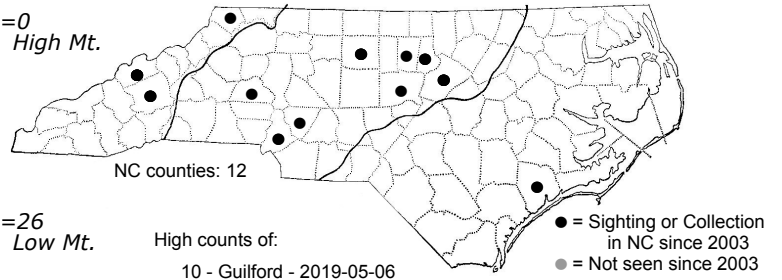 =0
High Mt.
NC counties: 12
=26
Low Mt.
High counts of:
10 - Guilford - 2019-05-06
= Sighting or Collection
in NC since 2003
= Not seen since 2003